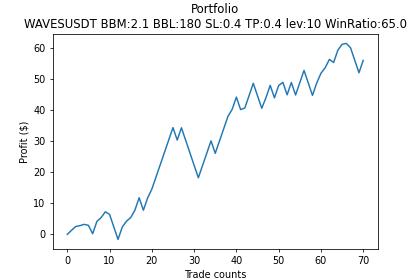 Portfolio
WAVESUSDT BBM:2.1 BBL:180 SL:0.4 TP:0.4 lev:10 WinRatio:65.0
60
50
40
30
20
10
0
Profit ($)
0 10 20 30 40 50 60 70
Trade counts